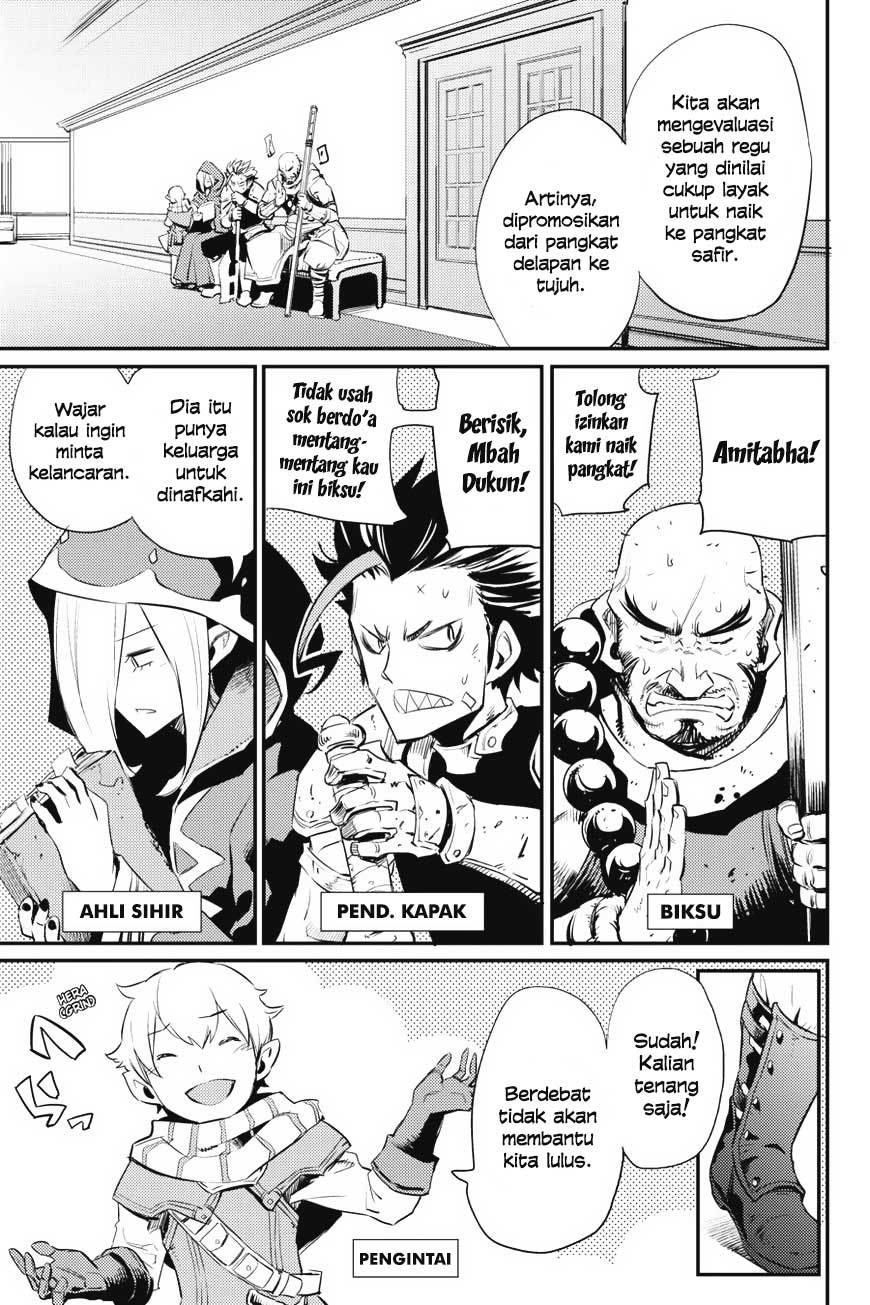 Kita akan
mengevaluasi
sebuah regu
yang dinilai
cukup layak
untuk naik
ke pangkat
safir.
Artinya,
dipromosikan
dari pangkat
delapan ke
tujuh.
Amitabha!
Tolong
izinkan
kami naik
pangkat!
BIKSU
Berisik,
Mbah
Dukun!
Tidak usah
sok berdo'a
mentang-
mentang kau
ini biksu!
PEND. KAPAK
Dia itu
punya
keluarga
untuk
dinafkahi.
Wajar
kalau ingin
minta
kelancaran.
AHLI SIHIR
Sudah!
Kalian
tenang
saja!
Berdebat
tidak akan
membantu
kita lulus.
HERA
(GRIN)
PENGINTAI